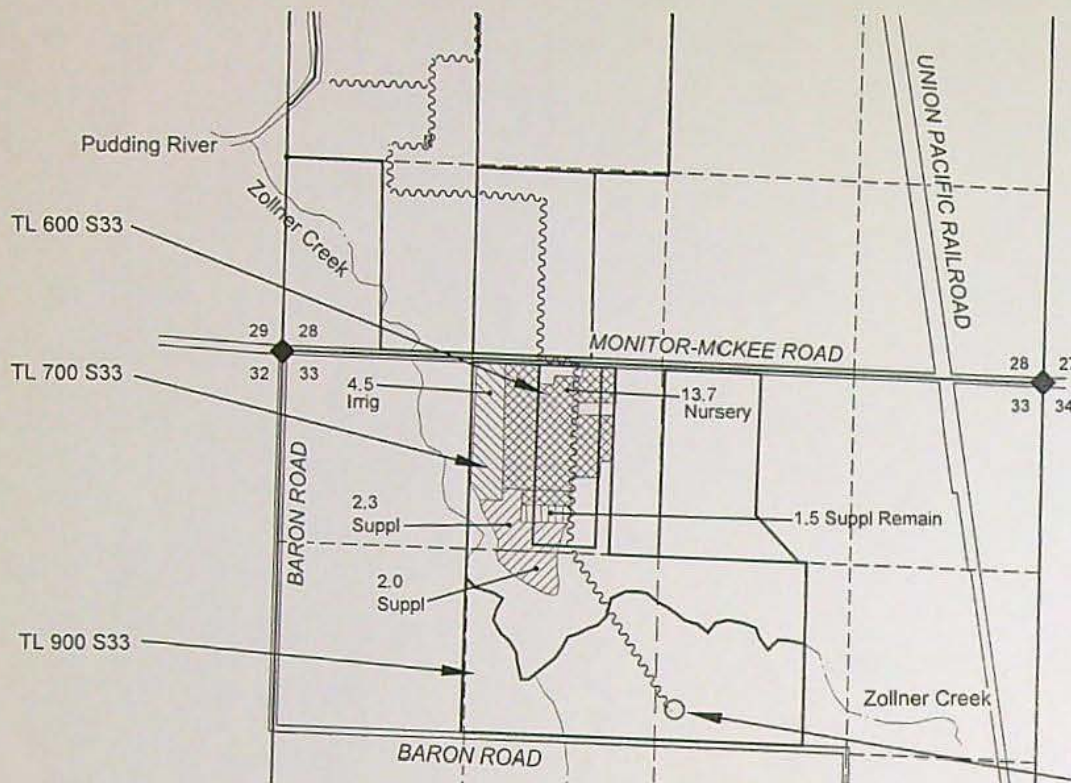 Pudding River
UNION PACIFIC RAILROAD
TL 600 S33
Zollner Creek
29 28
32 33
MONITOR-MCKEE ROAD
28 27
33 34
TL 700 S33
4.5
Irrig
13.7
Nursery
BARON ROAD
2.3
Suppl
1.5 Suppl Remain
2.0
Suppl
TL 900 S33
Zollner Creek
BARON ROAD